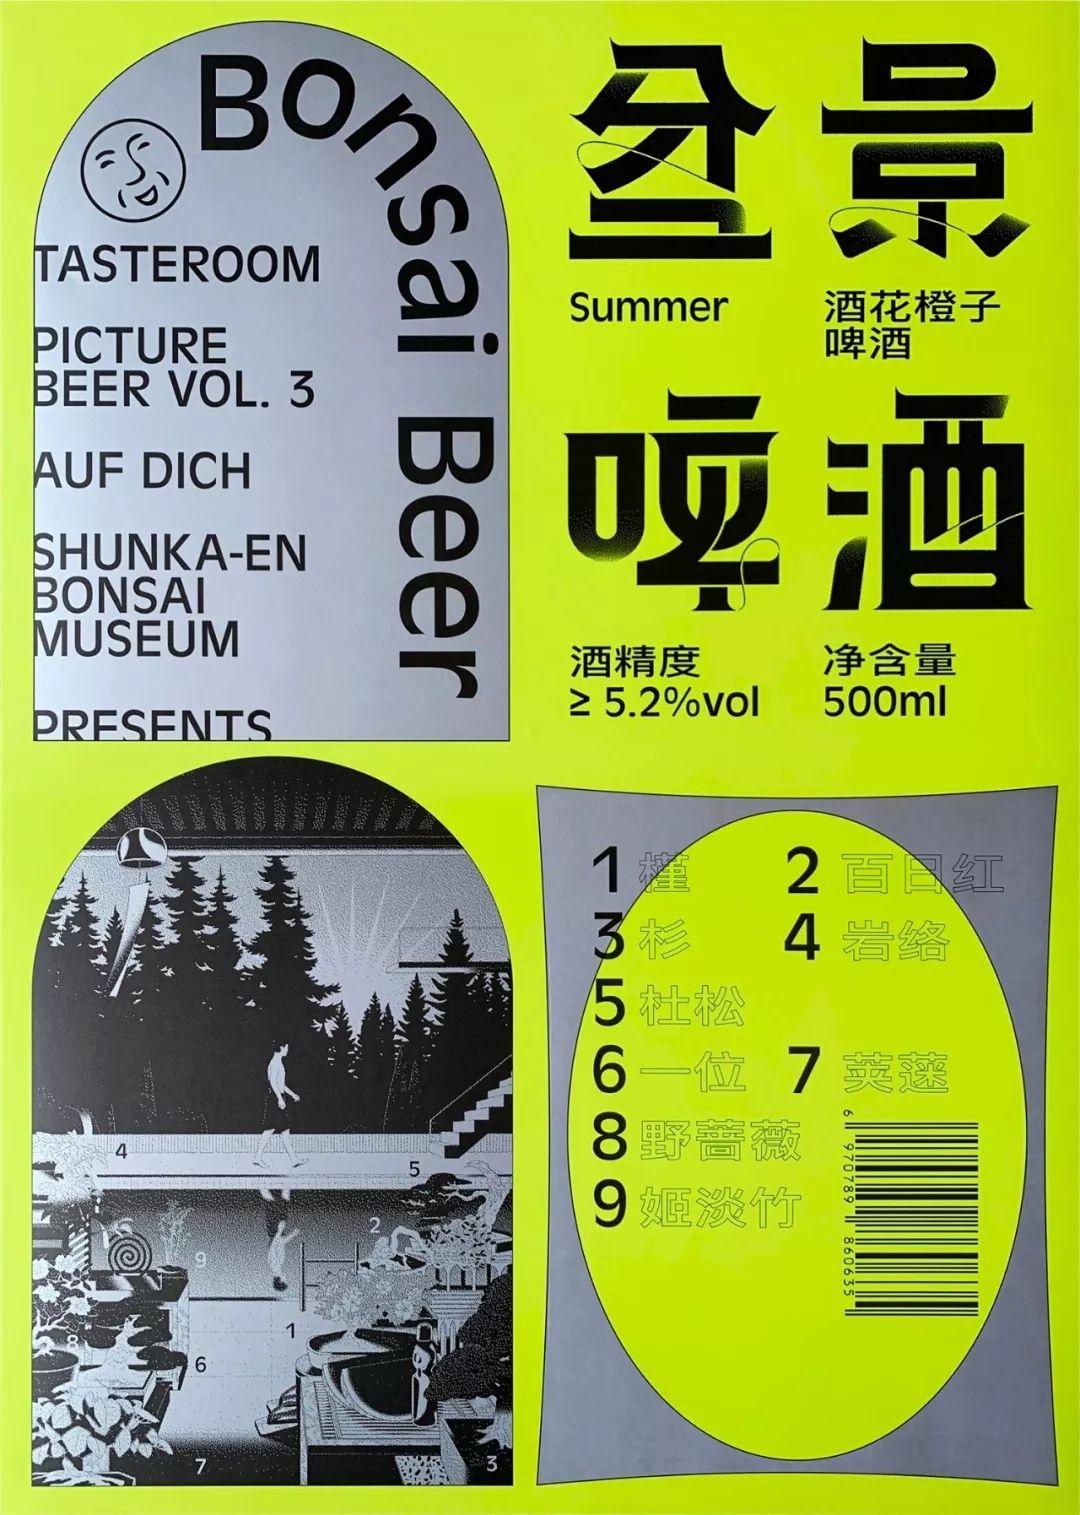 Bonsai Beer
TASTEROOM
PICTURE
BEER VOL. 3
AUF DICH
SHUNKA-EN
BONSAI
MUSEUM
PRESENTS
盆景
Summer
酒花橙子
啤酒
啤酒
酒精度
≥ 5.2%vol
净含量
500ml
4
5
2
9
1
8
6
7
3
1 槿 2 百日红
3 杉 4 岩络
5 杜松
6 一位 7 荚蒾
8 野蔷薇
9 姬淡竹
6 970789 860635